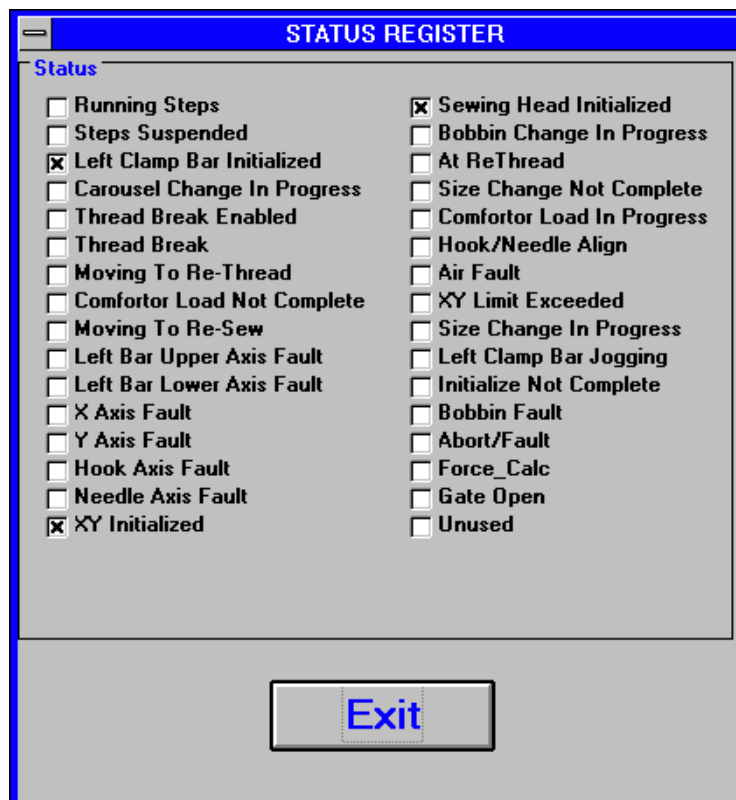 STATUS REGISTER
Status
Running Steps
Steps Suspended
Left Clamp Bar Initialized
Carousel Change In Progress
Thread Break Enabled
Thread Break
Moving To Re-Thread
Comfortor Load Not Complete
Moving To Re-Sew
Left Bar Upper Axis Fault
Left Bar Lower Axis Fault
X Axis Fault
Y Axis Fault
Hook Axis Fault
Needle Axis Fault
XY Initialized
Sewing Head Initialized
Bobbin Change In Progress
At ReThread
Size Change Not Complete
Comfortor Load In Progress
Hook/Needle Align
Air Fault
XY Limit Exceeded
Size Change In Progress
Left Clamp Bar Jogging
Initialize Not Complete
Bobbin Fault
Abort/Fault
Force_Calc
Gate Open
Unused
Exit